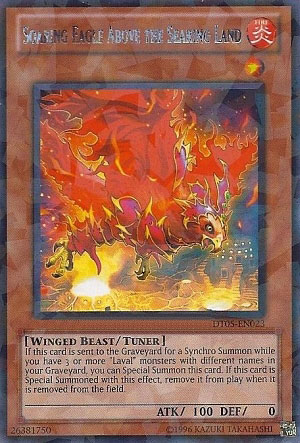 Soaring Eagle Above the Searing Land
FIRE
炎
DT05-EN023
[WINGED BEAST/TUNER]
If this card is sent to the Graveyard for a Synchro Summon while
you have 3 or more "Laval" monsters with different names in
your Graveyard, you can Special Summon this card. If this card is
Special Summoned with this effect, remove it from play when it
is removed from the field.
ATK/ 100 DEF/ 0
26381750
©1996 KAZUKI TAKAHASHI